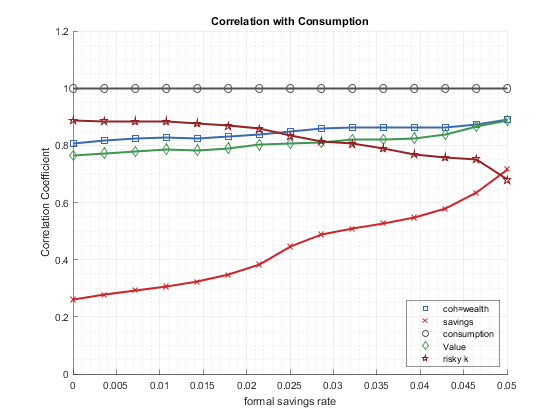 Correlation with Consumption
1.2
1
0.8
0.6
0.4
0.2
0
Correlation Coefficient
0 0.005 0.01 0.015 0.02 0.025 0.03 0.035 0.04 0.045 0.05
formal savings rate
coh=wealth
savings
consumption
Value
risky k